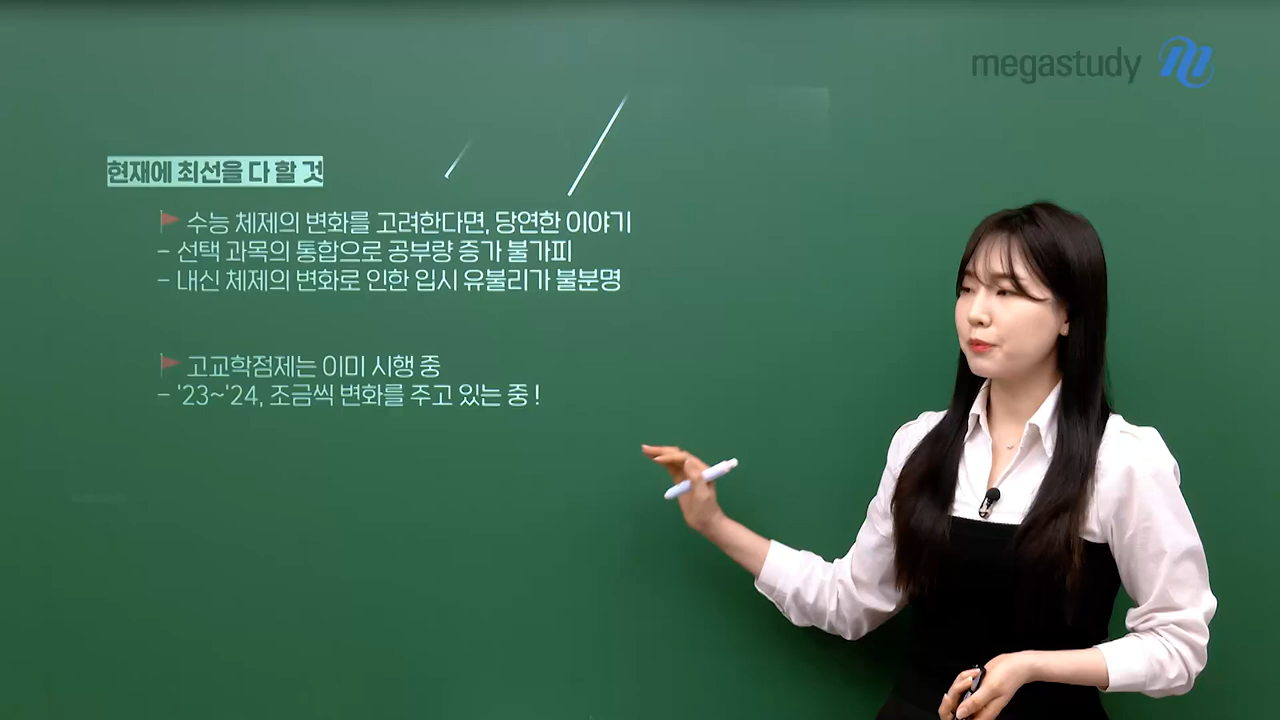 megastudy
현재에 최선을 다 할 것
수능 체제의 변화를 고려한다면, 당연한 이야기
- 선택 과목의 통합으로 공부량 증가 불가피
- 내신 체제의 변화로 인한 입시 유불리가 불분명
고교학점제는 이미 시행 중
- '23~'24, 조금씩 변화를 주고 있는 중 !